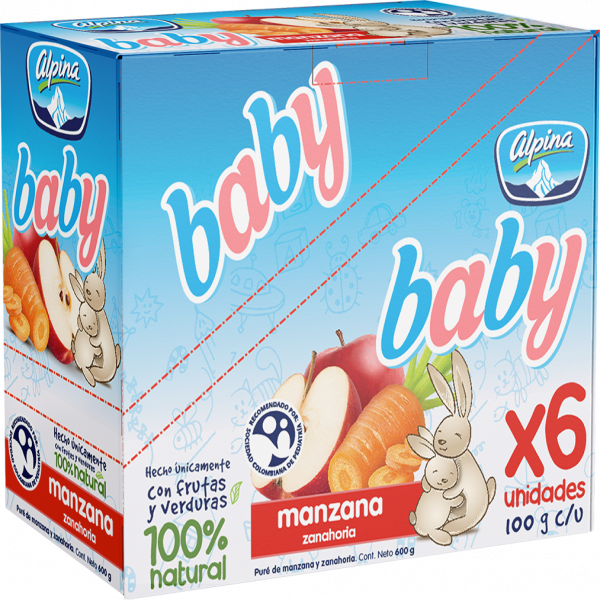 Alpina
baby
Hecho Únicamente
con frutas y verduras
100% natural
manzana
zanahoria
Puré de manzana y zanahoria. Cont. Neto 600 g
baby
Alpina
baby
RECOMENDADO POR:
SOCIEDAD COLOMBIANA DE PEDIATRÍA
Hecho Únicamente
con frutas
y verduras
100%
natural
manzana
zanahoria
Puré de manzana y zanahoria. Cont. Neto 600 g
x6
unidades
100 g c/u